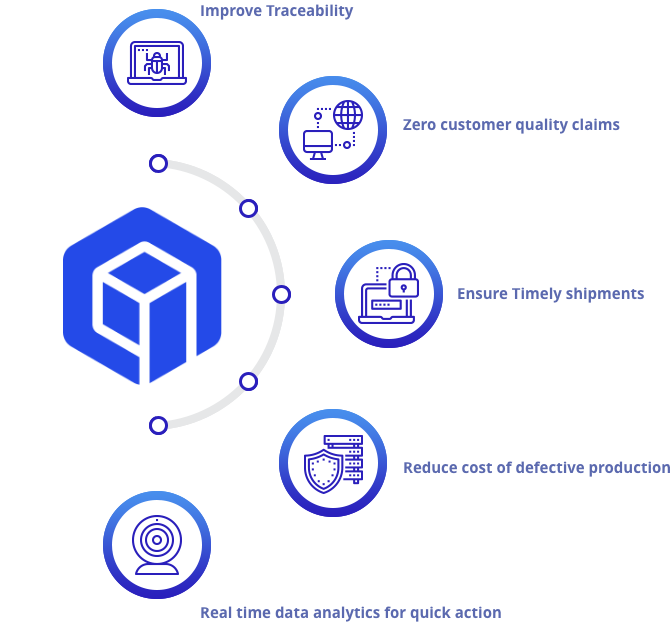 Improve Traceability
Zero customer quality claims
Ensure Timely shipments
Reduce cost of defective production
Real time data analytics for quick action